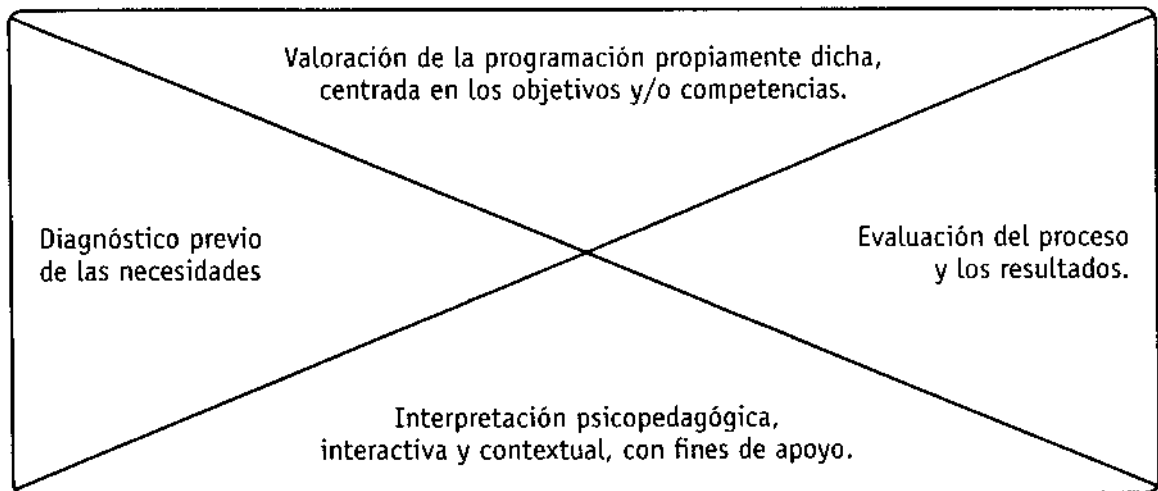 Valoración de la programación propiamente dicha,
centrada en los objetivos y/o competencias.
Diagnóstico previo
de las necesidades
Evaluación del proceso
y los resultados.
Interpretación psicopedagógica,
interactiva y contextual, con fines de apoyo.